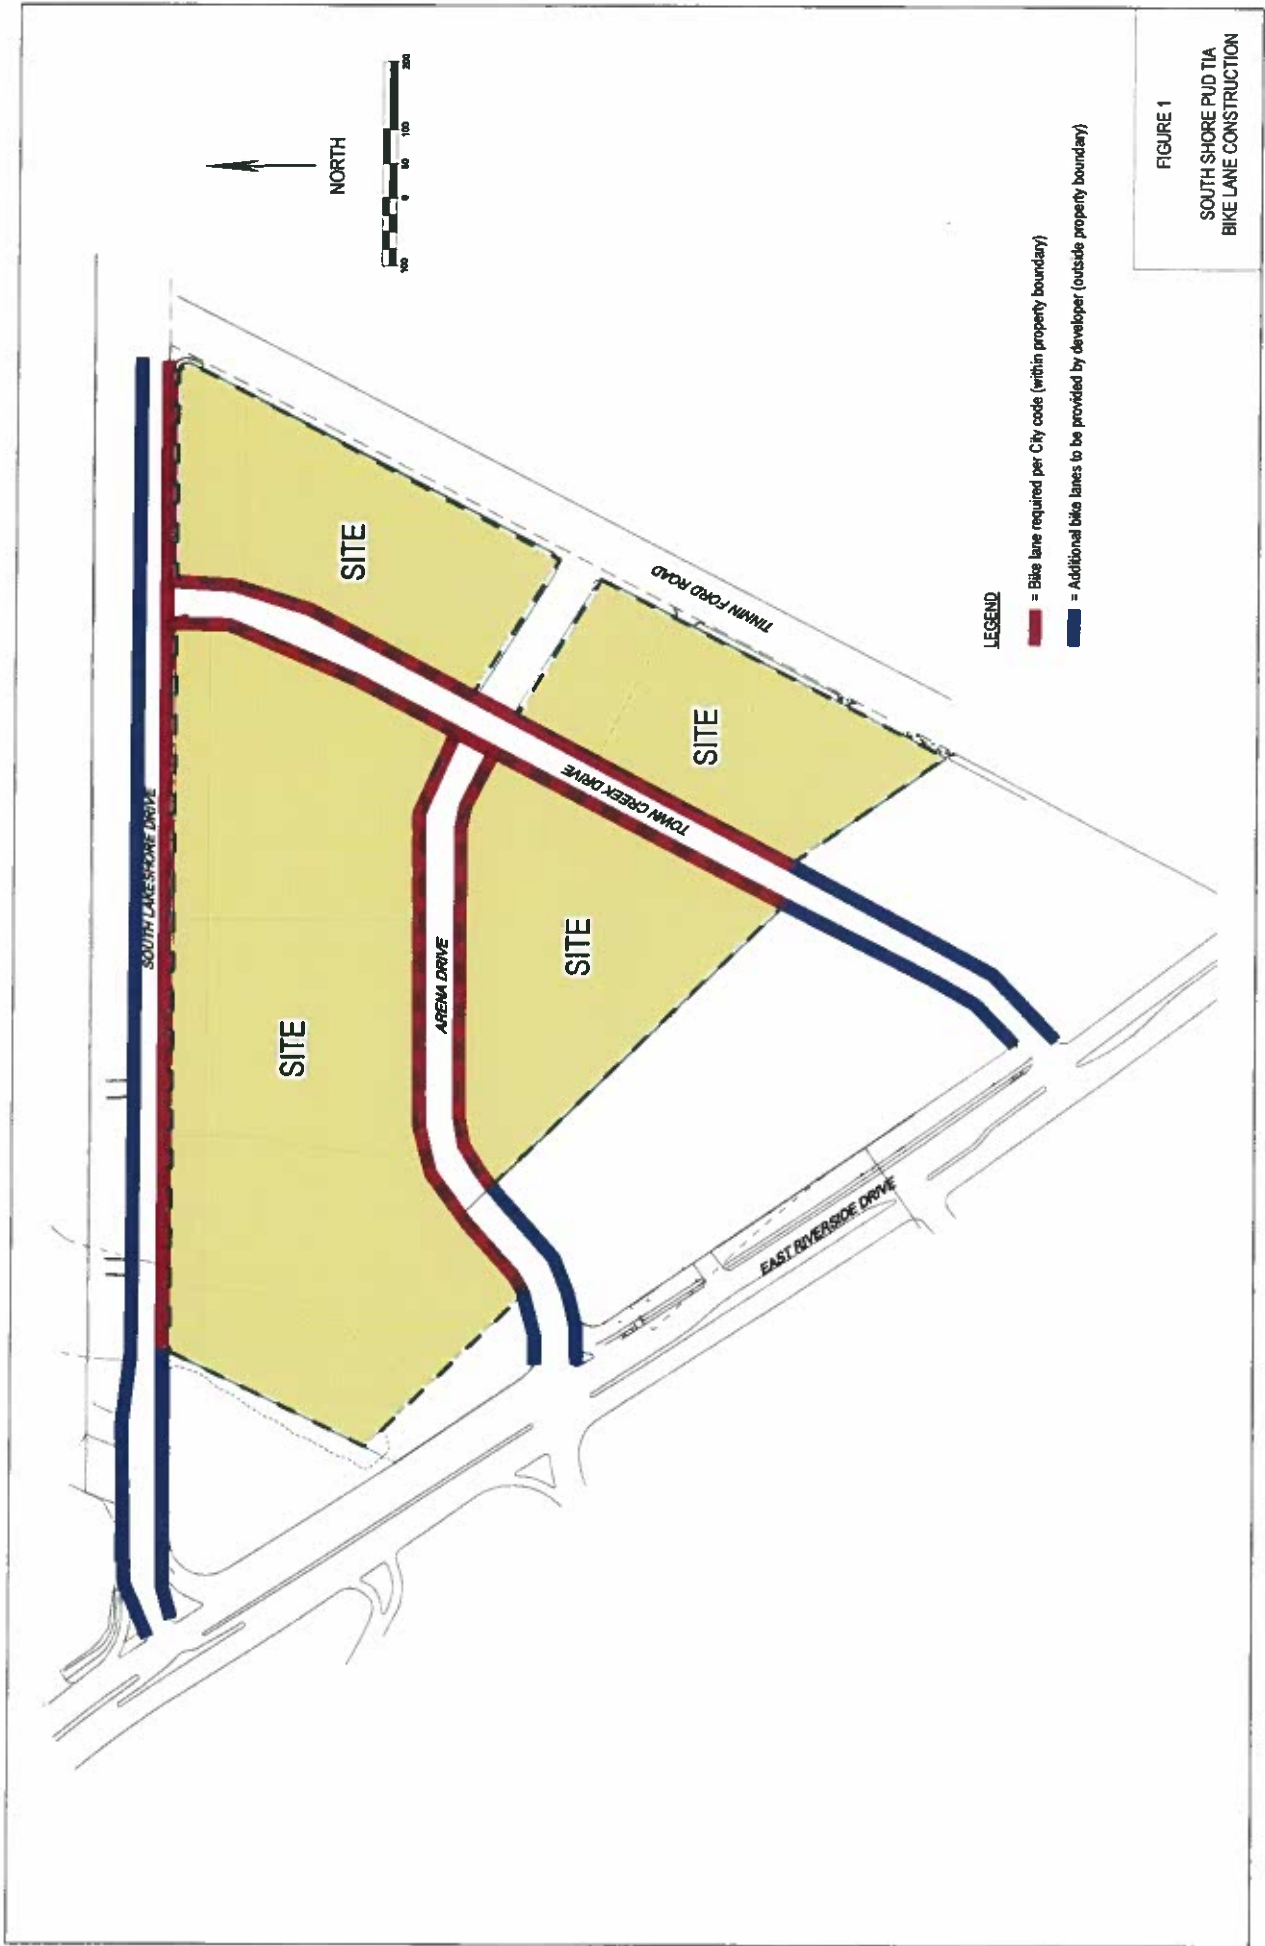 NORTH
100 0 50 100 200
SOUTH LAKESHORE DRIVE
SITE
SITE
SITE
SITE
ARENA DRIVE
TOWN CREEK DRIVE
TINNIN FORD ROAD
EAST RIVERSIDE DRIVE
LEGEND
= Bike lane required per City code (within property boundary)
= Additional bike lanes to be provided by developer (outside property boundary)
FIGURE 1
SOUTH SHORE PUD TIA
BIKE LANE CONSTRUCTION